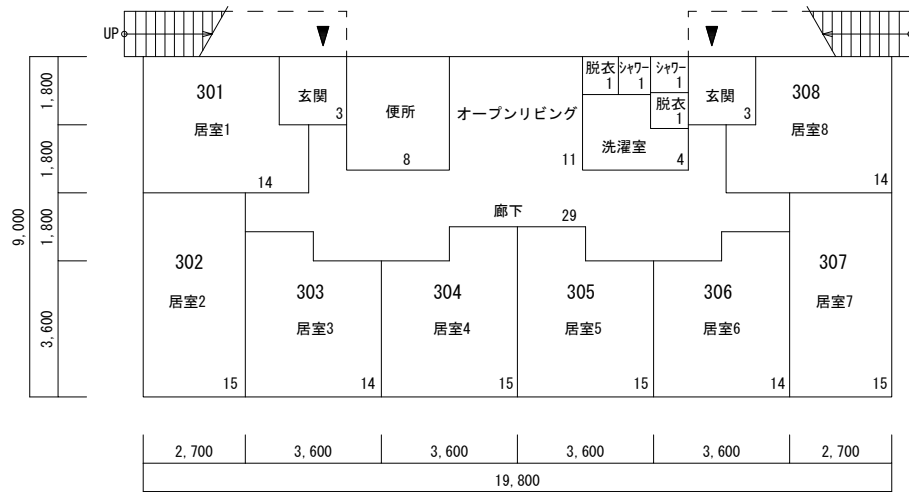 UP
301
居室1
14
玄関
3
便所
8
オープンリビング
11
脱衣
1
シャワー
1
シャワー
1
脱衣
1
洗濯室
4
玄関
3
308
居室8
14
廊下
29
302
居室2
15
303
居室3
14
304
居室4
15
305
居室5
15
306
居室6
14
307
居室7
15
9,000
1,800
1,800
1,800
3,600
2,700
3,600
3,600
3,600
3,600
2,700
19,800